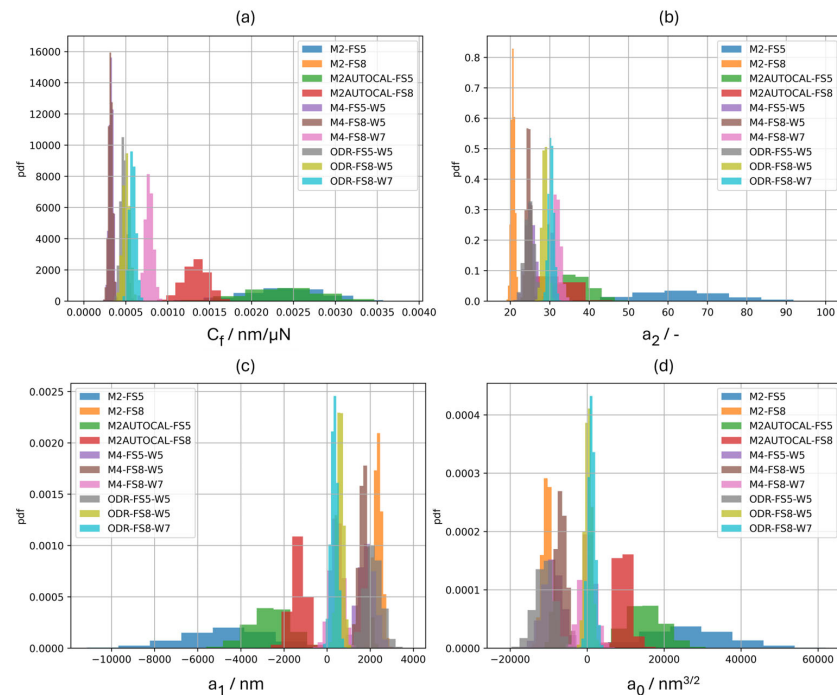 (a)
16000
14000
12000
10000
8000
6000
4000
2000
0
pdf
M2-FS5
M2-FS8
M2AUTOCAL-FS5
M2AUTOCAL-FS8
M4-FS5-W5
M4-FS8-W5
M4-FS8-W7
ODR-FS5-W5
ODR-FS8-W5
ODR-FS8-W7
0.0000 0.0005 0.0010 0.0015 0.0020 0.0025 0.0030 0.0035 0.0040
C_f / nm/µN
(b)
0.8
0.7
0.6
0.5
0.4
0.3
0.2
0.1
0.0
pdf
M2-FS5
M2-FS8
M2AUTOCAL-FS5
M2AUTOCAL-FS8
M4-FS5-W5
M4-FS8-W5
M4-FS8-W7
ODR-FS5-W5
ODR-FS8-W5
ODR-FS8-W7
20 30 40 50 60 70 80 90 100
a₂ / -
(c)
0.0025
0.0020
0.0015
0.0010
0.0005
0.0000
pdf
M2-FS5
M2-FS8
M2AUTOCAL-FS5
M2AUTOCAL-FS8
M4-FS5-W5
M4-FS8-W5
M4-FS8-W7
ODR-FS5-W5
ODR-FS8-W5
ODR-FS8-W7
−10000 −8000 −6000 −4000 −2000 0 2000 4000
a₁ / nm
(d)
0.0004
0.0003
0.0002
0.0001
0.0000
pdf
M2-FS5
M2-FS8
M2AUTOCAL-FS5
M2AUTOCAL-FS8
M4-FS5-W5
M4-FS8-W5
M4-FS8-W7
ODR-FS5-W5
ODR-FS8-W5
ODR-FS8-W7
−20000 0 20000 40000 60000
a₀ / nm³ᐟ²